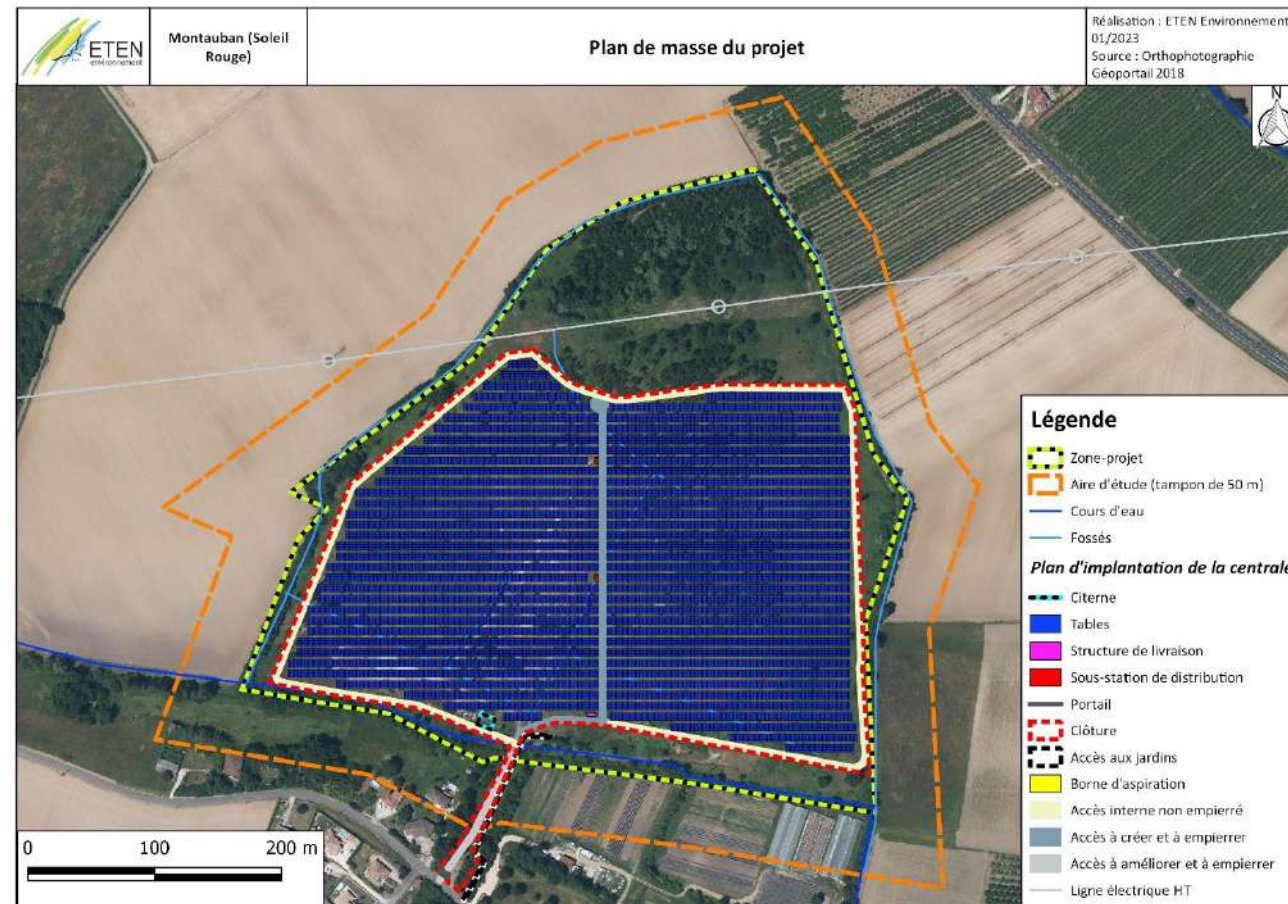 ETEN
environnement
Montauban (Soleil
Rouge)
Plan de masse du projet
Réalisation : ETEN Environnement
01/2023
Source : Orthophotographie
Géoportail 2018
N
Légende
Zone-projet
Aire d'étude (tampon de 50 m)
Cours d'eau
Fossés
Plan d'implantation de la centrale
Citerne
Tables
Structure de livraison
Sous-station de distribution
Portail
Clôture
Accès aux jardins
Borne d'aspiration
Accès interne non empierré
Accès à créer et à empierrer
Accès à améliorer et à empierrer
Ligne électrique HT
0 100 200 m